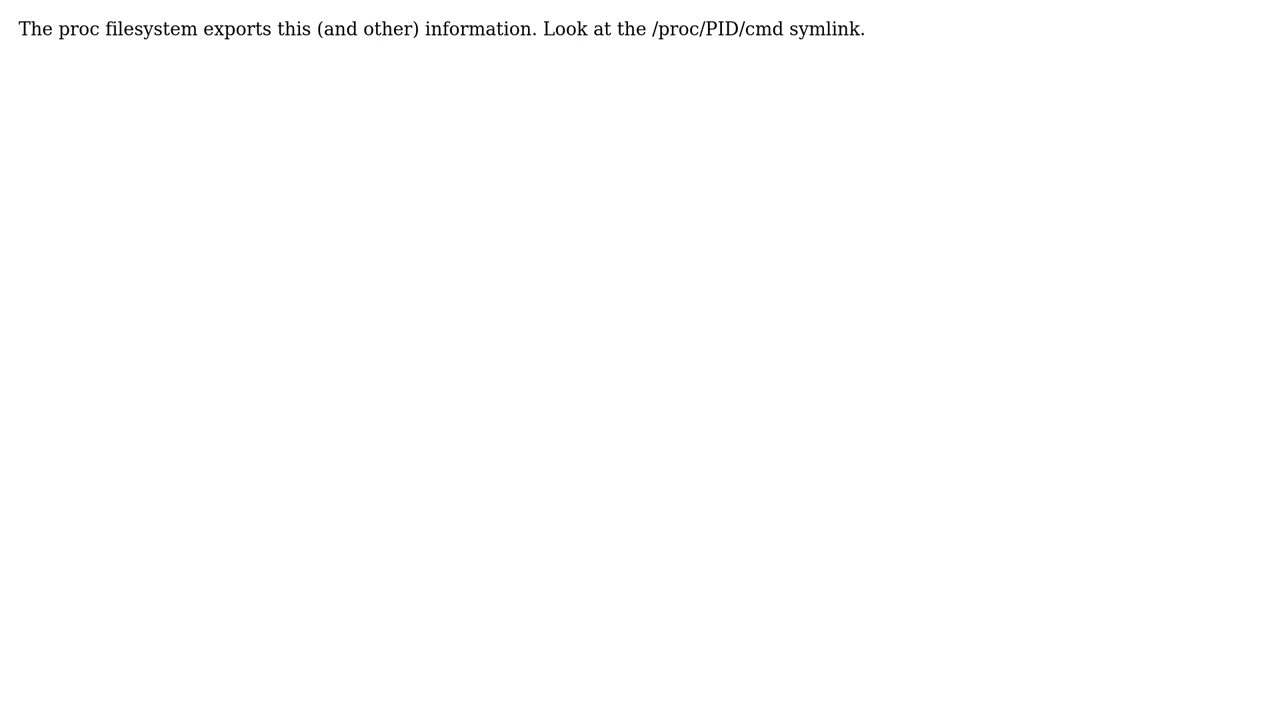 The proc filesystem exports this (and other) information. Look at the /proc/PID/cmd symlink.